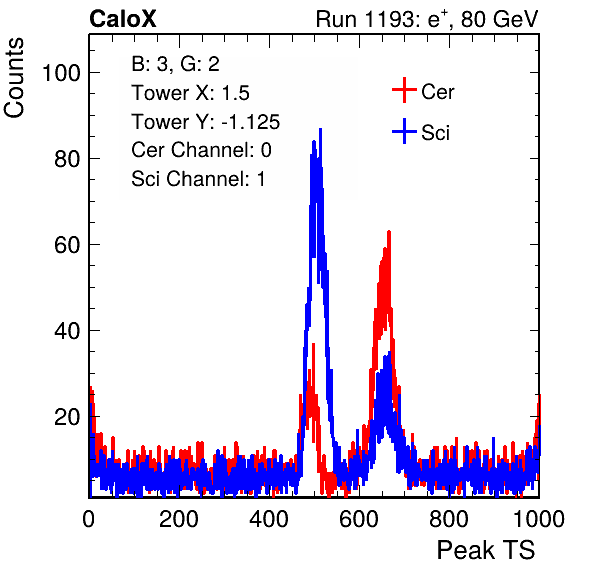 CaloX Run 1193: e⁺, 80 GeV
Counts
B: 3, G: 2
Tower X: 1.5
Tower Y: -1.125
Cer Channel: 0
Sci Channel: 1
Cer
Sci
100
80
60
40
20
0 200 400 600 800 1000
Peak TS